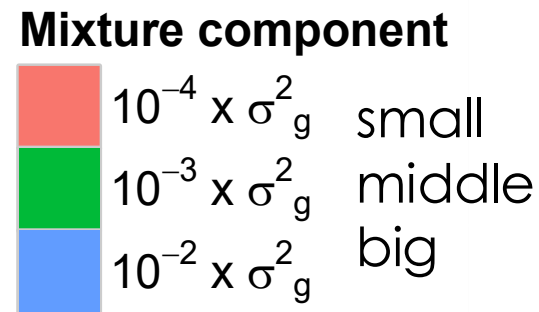 Mixture component
10⁻⁴ x σ²g small
10⁻³ x σ²g middle
10⁻² x σ²g big